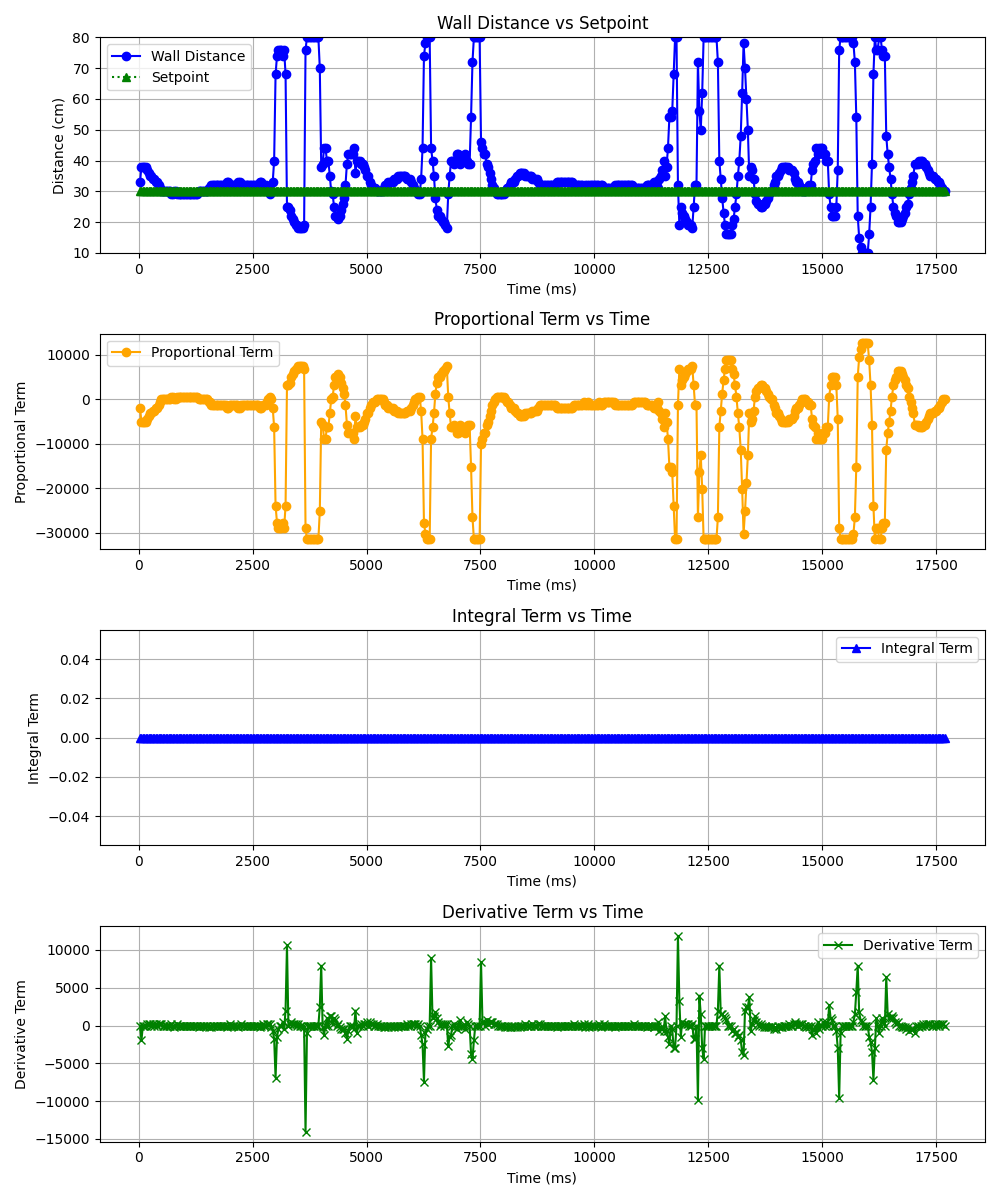 Wall Distance vs Setpoint
Distance (cm)
80
70
60
50
40
30
20
10
Wall Distance
Setpoint
0 2500 5000 7500 10000 12500 15000 17500
Time (ms)
Proportional Term vs Time
Proportional Term
10000
0
−10000
−20000
−30000
Proportional Term
0 2500 5000 7500 10000 12500 15000 17500
Time (ms)
Integral Term vs Time
Integral Term
0.04
0.02
0.00
−0.02
−0.04
Integral Term
0 2500 5000 7500 10000 12500 15000 17500
Time (ms)
Derivative Term vs Time
Derivative Term
10000
5000
0
−5000
−10000
−15000
Derivative Term
0 2500 5000 7500 10000 12500 15000 17500
Time (ms)